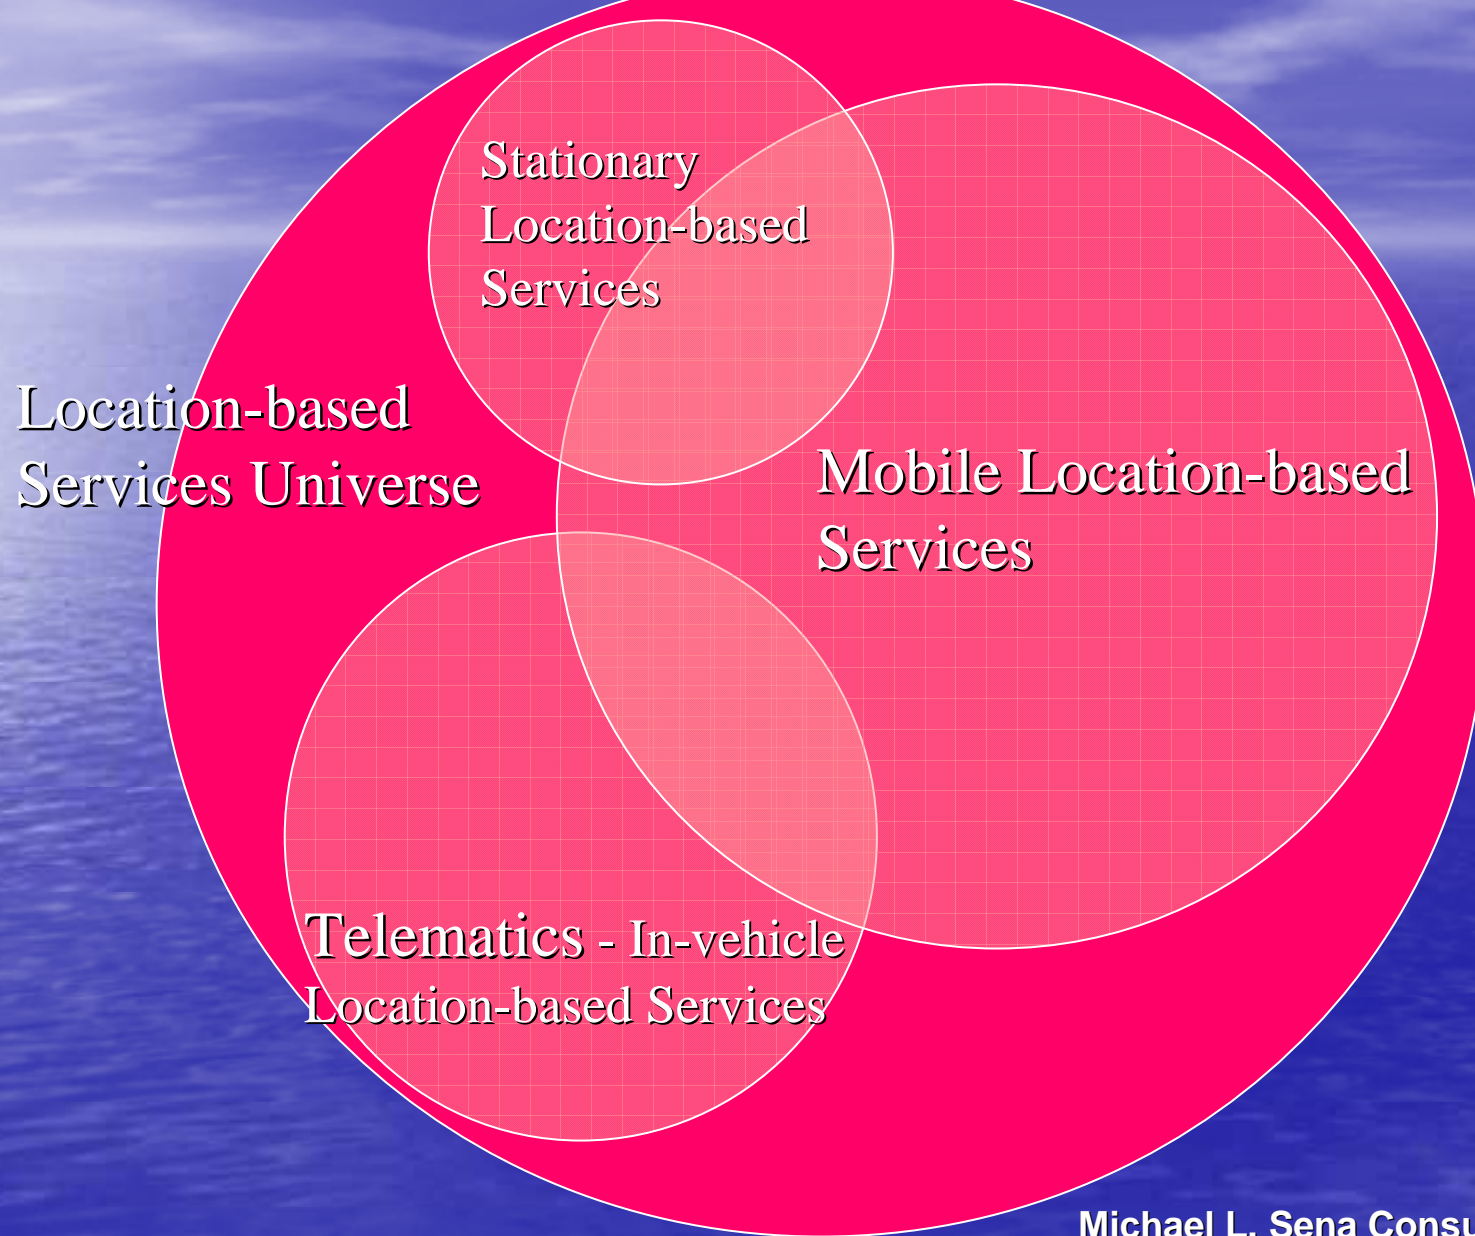 Stationary
Location-based
Services
Location-based
Services Universe
Mobile Location-based
Services
Telematics - In-vehicle
Location-based Services
Michael L. Sena